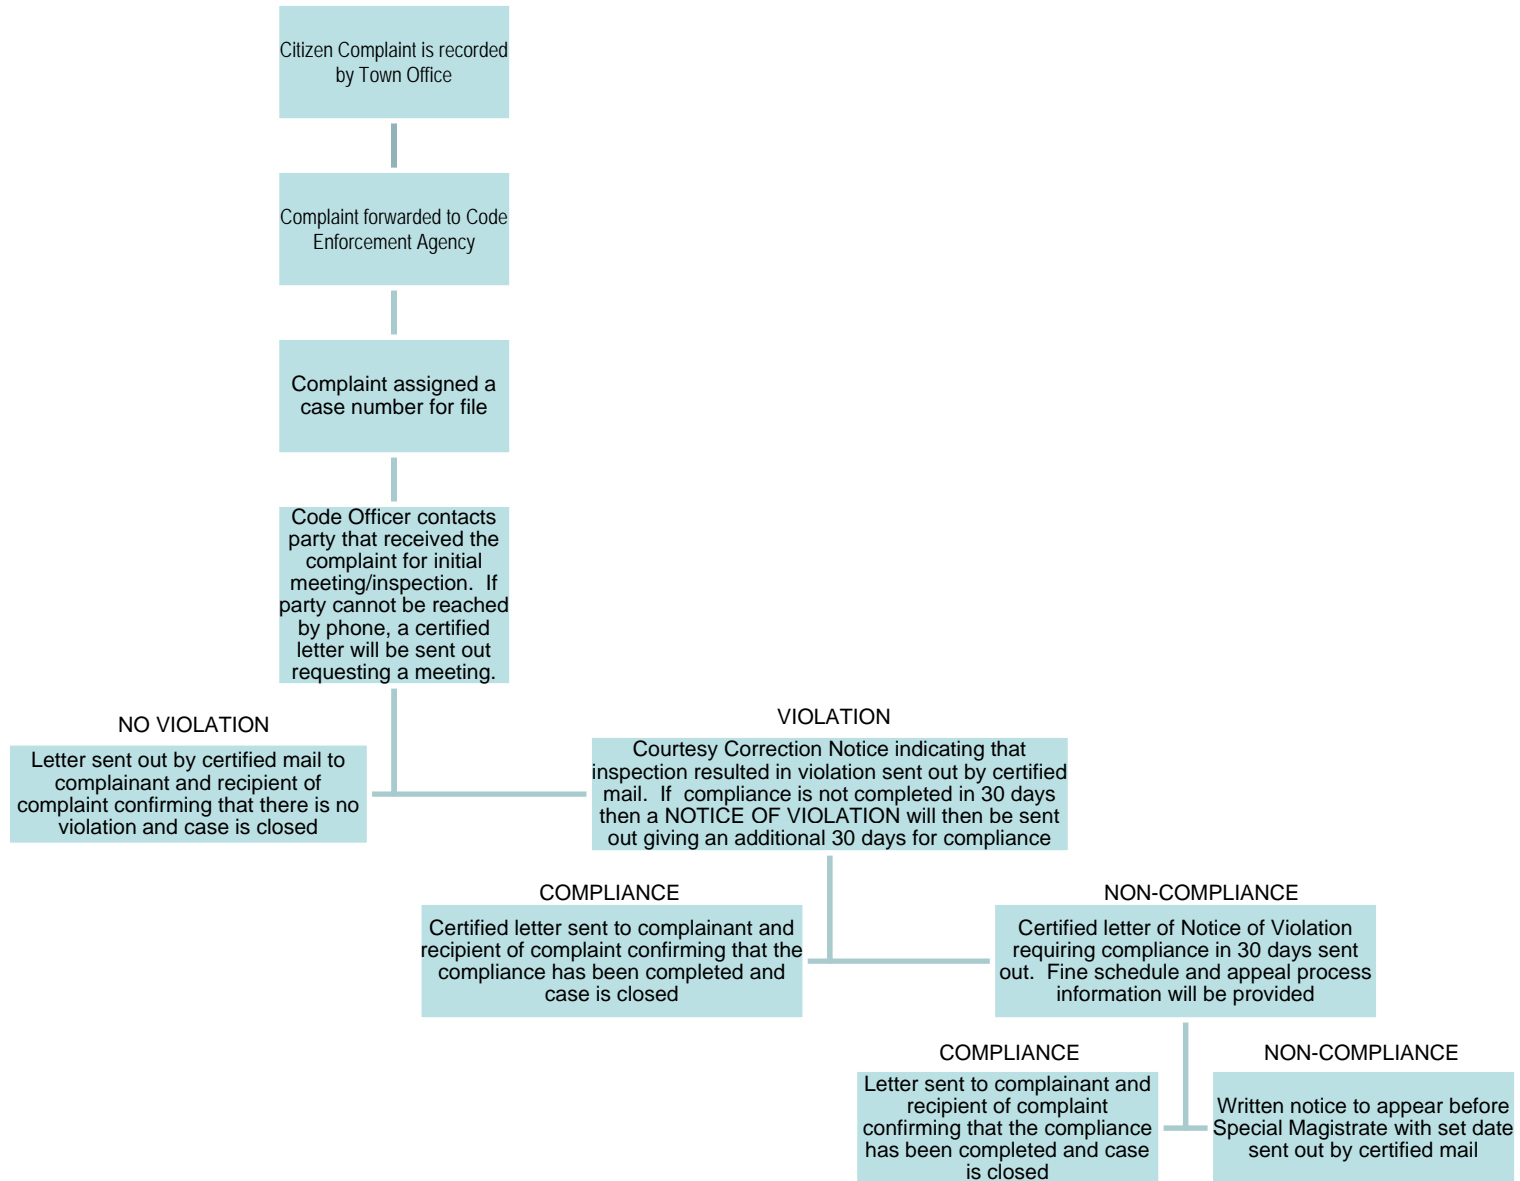 Citizen Complaint is recorded
by Town Office
Complaint forwarded to Code
Enforcement Agency
Complaint assigned a
case number for file
Code Officer contacts
party that received the
complaint for initial
meeting/inspection.  If
party cannot be reached
by phone, a certified
letter will be sent out
requesting a meeting.
NO VIOLATION
Letter sent out by certified mail to
complainant and recipient of
complaint confirming that there is no
violation and case is closed
VIOLATION
Courtesy Correction Notice indicating that
inspection resulted in violation sent out by certified
mail.  If  compliance is not completed in 30 days
then a NOTICE OF VIOLATION will then be sent
out giving an additional 30 days for compliance
COMPLIANCE
Certified letter sent to complainant and
recipient of complaint confirming that the
compliance has been completed and
case is closed
NON-COMPLIANCE
Certified letter of Notice of Violation
requiring compliance in 30 days sent
out.  Fine schedule and appeal process
information will be provided
COMPLIANCE
Letter sent to complainant and
recipient of complaint
confirming that the compliance
has been completed and case
is closed
NON-COMPLIANCE
Written notice to appear before
Special Magistrate with set date
sent out by certified mail